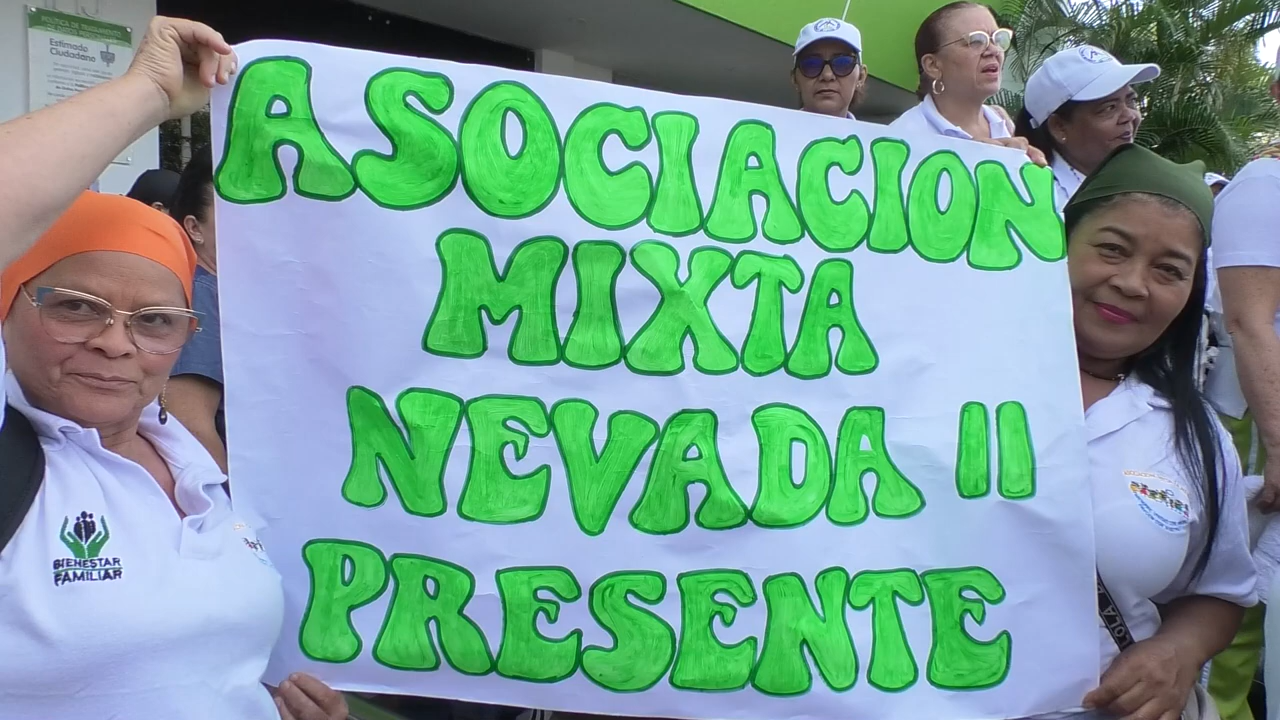 Estimado
Ciudadano
ASOCIACION
MIXTA
NEVADA II
PRESENTE
BIENESTAR
FAMILIAR